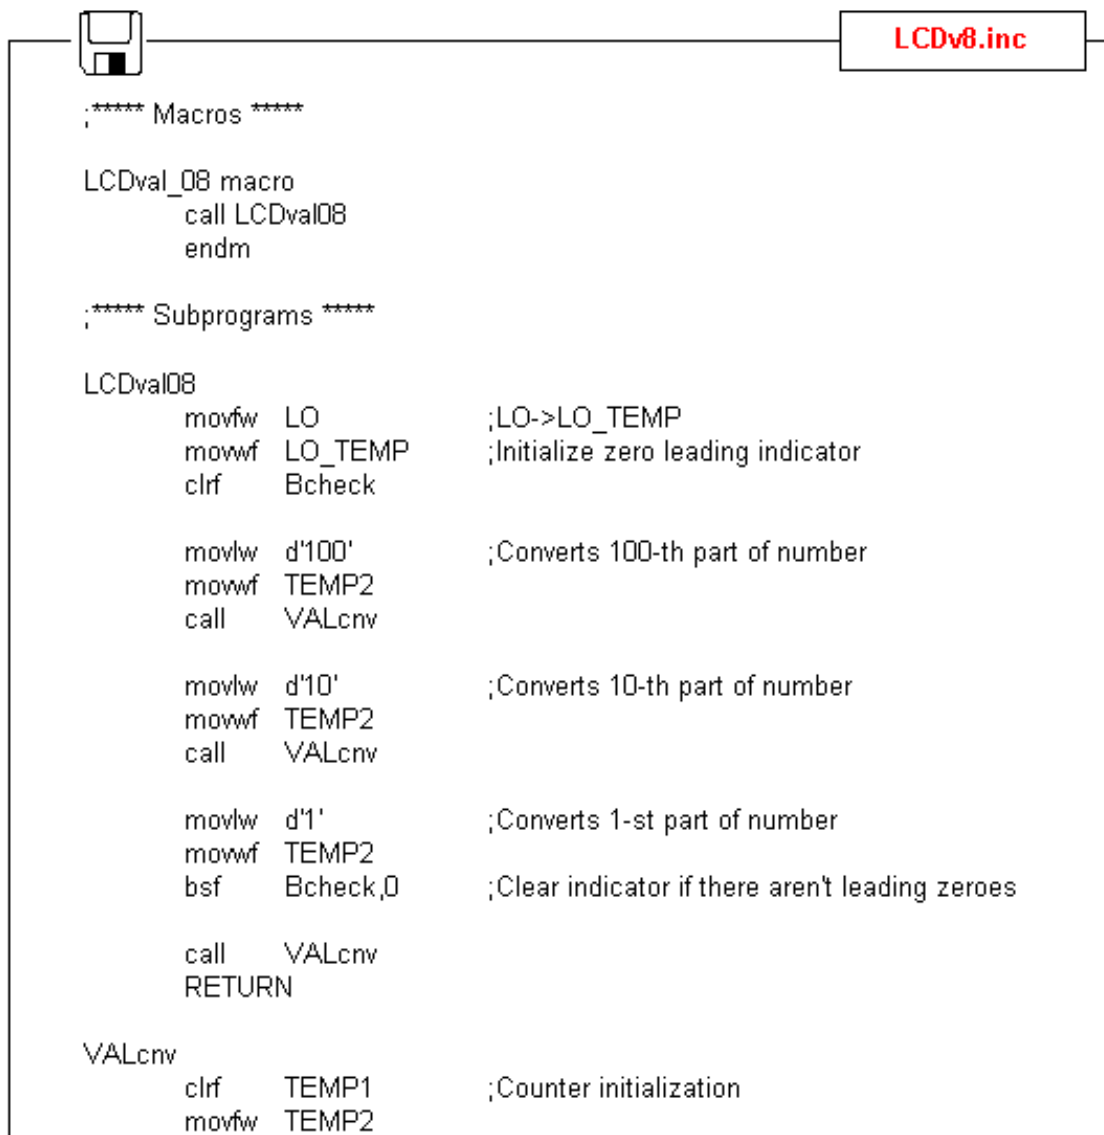 LCDv8.inc
;***** Macros *****
LCDval_08 macro
call LCDval08
endm
;***** Subprograms *****
LCDval08
movfw LO ;LO->LO_TEMP
movwf LO_TEMP ;Initialize zero leading indicator
clrf Bcheck
movlw d'100' ;Converts 100-th part of number
movwf TEMP2
call VALcnv
movlw d'10' ;Converts 10-th part of number
movwf TEMP2
call VALcnv
movlw d'1' ;Converts 1-st part of number
movwf TEMP2
bsf Bcheck,0 ;Clear indicator if there aren't leading zeroes
call VALcnv
RETURN
VALcnv
clrf TEMP1 ;Counter initialization
movfw TEMP2